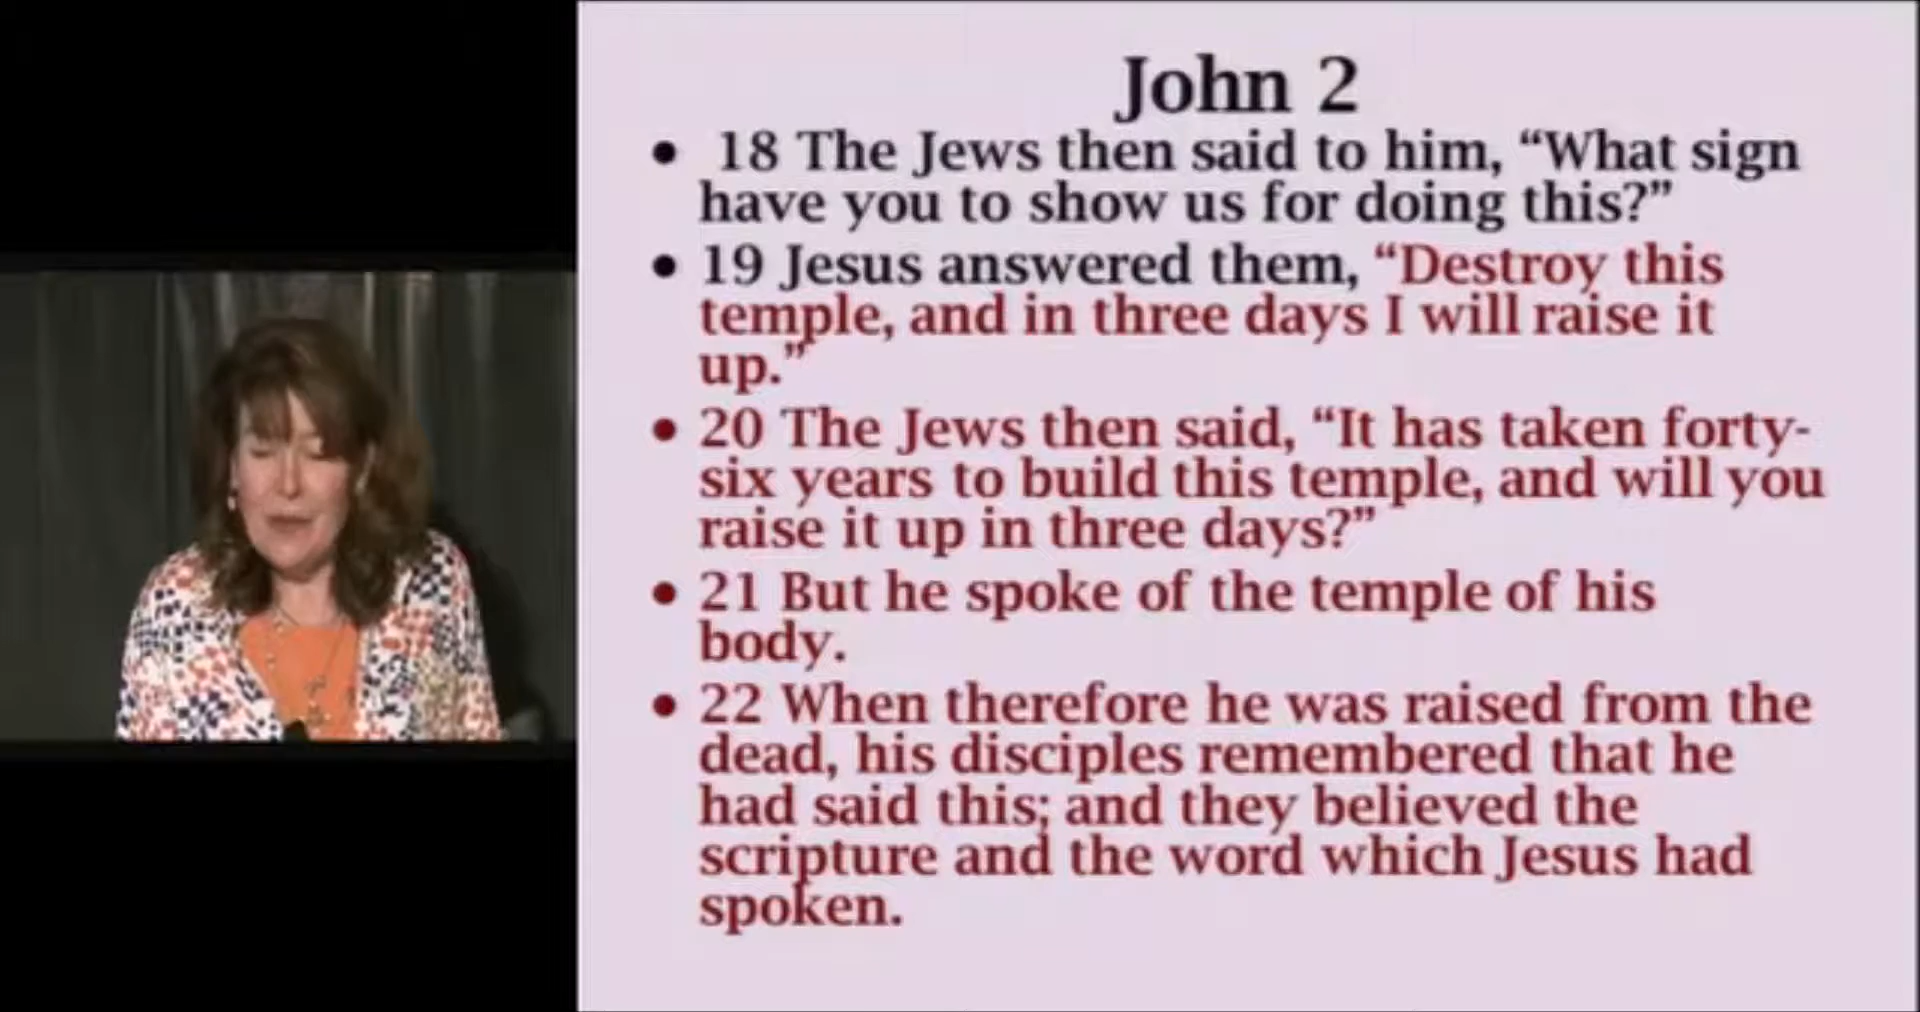 John 2
• 18 The Jews then said to him, “What sign
have you to show us for doing this?”
• 19 Jesus answered them, “Destroy this
temple, and in three days I will raise it
up.”
• 20 The Jews then said, “It has taken forty-
six years to build this temple, and will you
raise it up in three days?”
• 21 But he spoke of the temple of his
body.
• 22 When therefore he was raised from the
dead, his disciples remembered that he
had said this; and they believed the
scripture and the word which Jesus had
spoken.